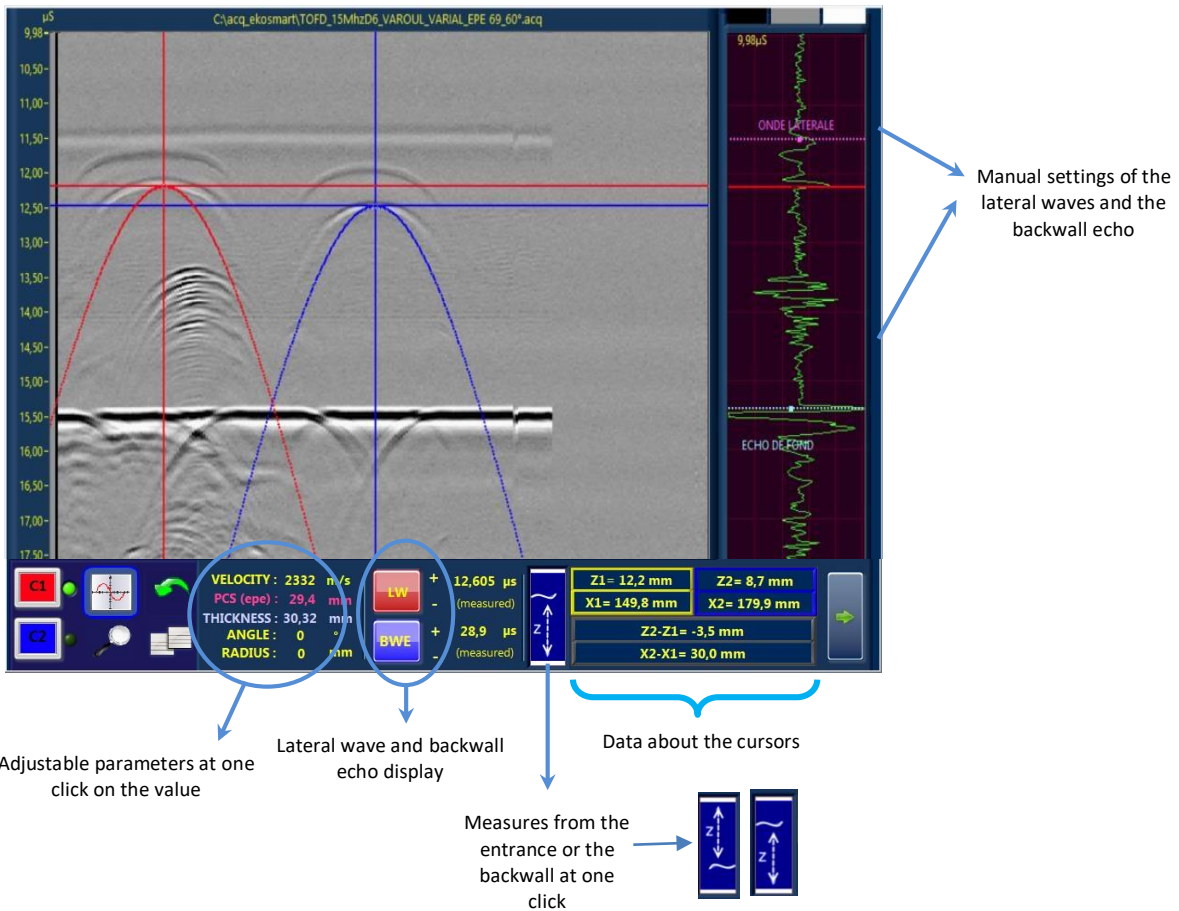 µS
C:\acq_ekosmart\TOFD_15MhzD6_VAROUL_VARIAL_EPE 69_60°.acq
9,98
10,50
11,00
11,50
12,00
12,50
13,00
13,50
14,00
14,50
15,00
15,50
16,00
16,50
17,00
17,50
9,98µS
ONDE LATERALE
ECHO DE FOND
Manual settings of the
lateral waves and the
backwall echo
C1
C2
VELOCITY : 2332 m/s
PCS (epe) : 29,4 mm
THICKNESS : 30,32 mm
ANGLE : 0 °
RADIUS : 0 mm
LW
+
-
12,605 µs
(measured)
BWE
+
-
28,9 µs
(measured)
Z
Z1= 12,2 mm
Z2= 8,7 mm
X1= 149,8 mm
X2= 179,9 mm
Z2-Z1= -3,5 mm
X2-X1= 30,0 mm
Adjustable parameters at one
click on the value
Lateral wave and backwall
echo display
Data about the cursors
Measures from the
entrance or the
backwall at one
click
Z
Z